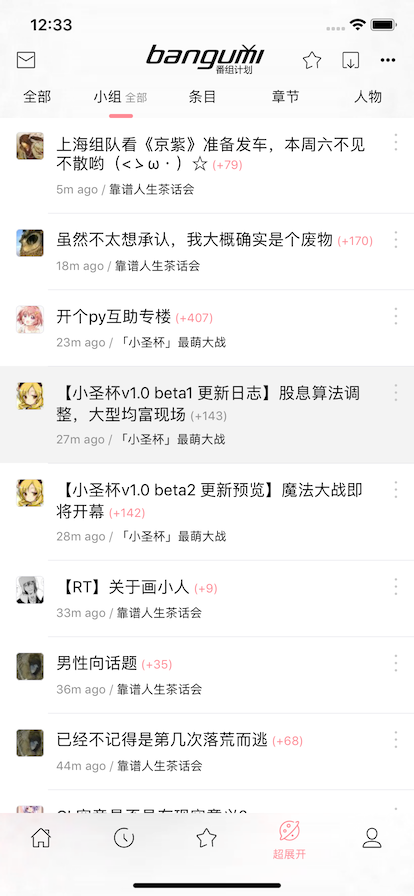 12:33
bangumi
番组计划
全部 小组 全部 条目 章节 人物
上海组队看《京紫》准备发车，本周六不见
不散哟（<ゝω・）☆ (+79)
5m ago / 靠谱人生茶话会
虽然不太想承认，我大概确实是个废物 (+170)
18m ago / 靠谱人生茶话会
开个py互助专楼 (+407)
23m ago / 「小圣杯」最萌大战
【小圣杯v1.0 beta1 更新日志】股息算法调
整，大型均富现场 (+143)
27m ago / 「小圣杯」最萌大战
【小圣杯v1.0 beta2 更新预览】魔法大战即
将开幕 (+142)
28m ago / 「小圣杯」最萌大战
【RT】关于画小人 (+9)
33m ago / 靠谱人生茶话会
男性向话题 (+35)
36m ago / 靠谱人生茶话会
已经不记得是第几次落荒而逃 (+68)
44m ago / 靠谱人生茶话会
超展开